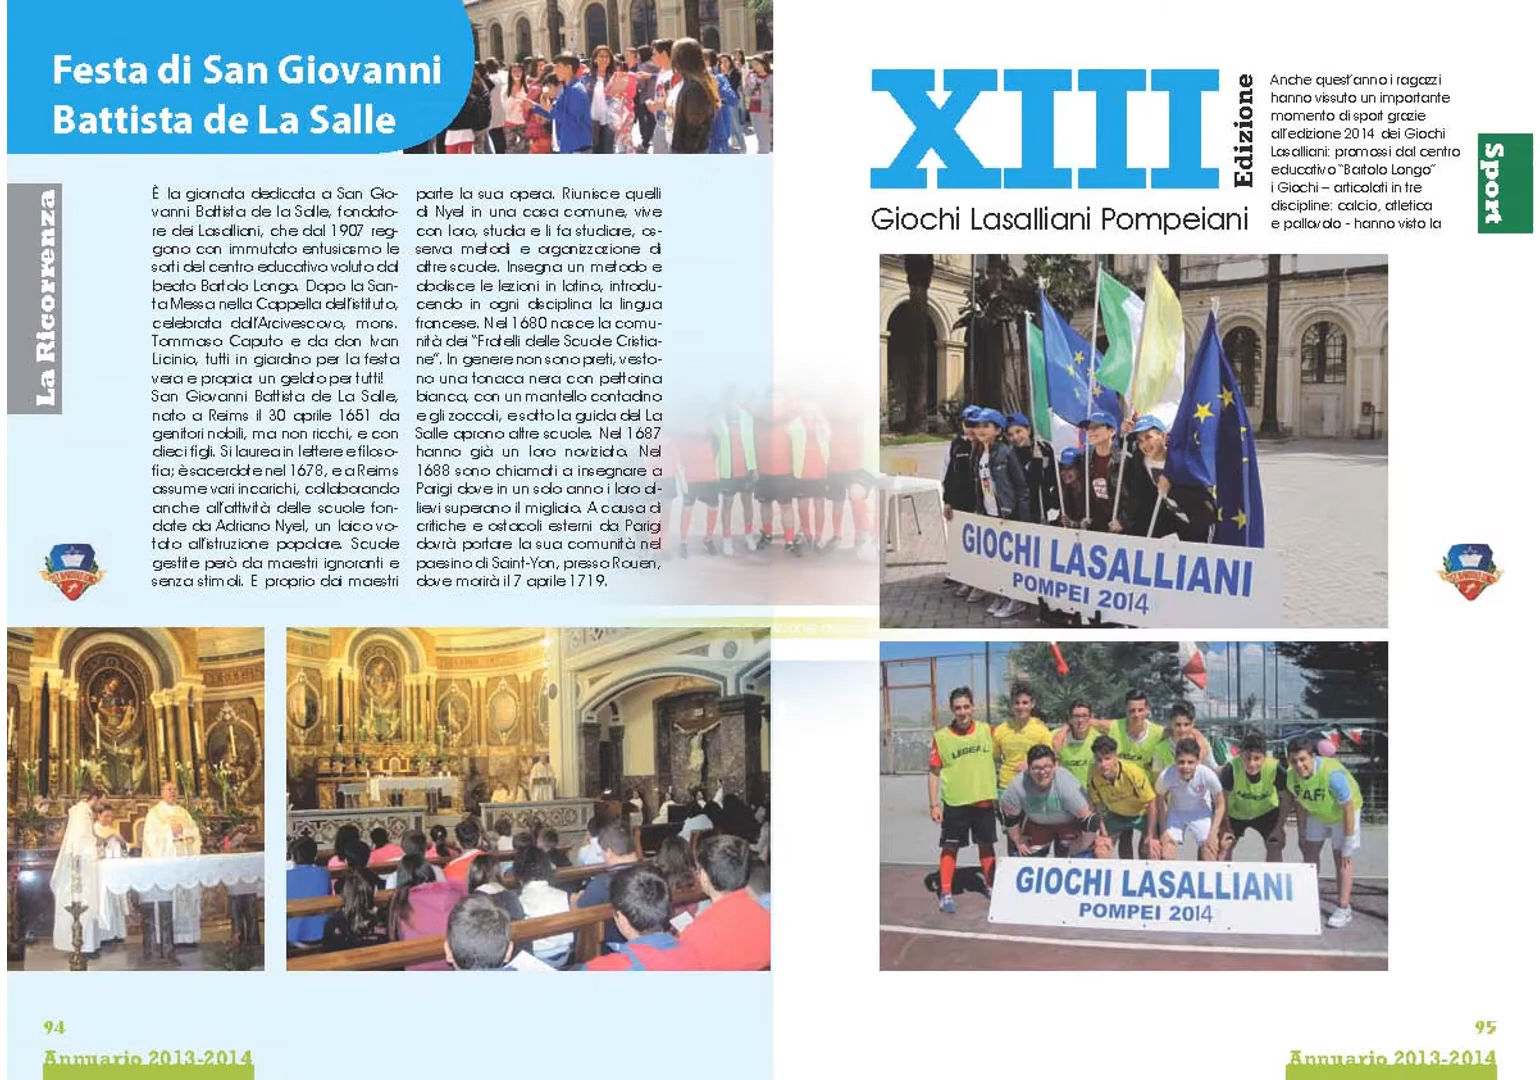 Festa di San Giovanni
Battista de La Salle
La Ricorrenza
È la giornata dedicata a San Gio-
vanni Battista de la Salle, fondato-
re dei Lasalliani, che dal 1907 reg-
gono con immutato entusiasmo le
sorti del centro educativo voluto dal
beato Bartolo Longo. Dopo la San-
ta Messa nella Cappella dell'istituto,
celebrata dall'Arcivescovo, mons.
Tommaso Caputo e da don Ivan
Licinio, tutti in giardino per la festa
vera e propria: un gelato per tutti!
San Giovanni Battista de La Salle,
nato a Reims il 30 aprile 1651 da
genitori nobili, ma non ricchi, e con
dieci figli. Si laurea in lettere e filoso-
fia; è sacerdote nel 1678, e a Reims
assume vari incarichi, collaborando
anche all'attività delle scuole fon-
date da Adriano Nyel, un laico vo-
tato all'istruzione popolare. Scuole
gestite però da maestri ignoranti e
senza stimoli. E proprio dai maestri
parte la sua opera. Riunisce quelli
di Nyel in una casa comune, vive
con loro, studia e li fa studiare, os-
serva metodi e organizzazione di
altre scuole. Insegna un metodo e
abolisce le lezioni in latino, introdu-
cendo in ogni disciplina la lingua
francese. Nel 1680 nasce la comu-
nità dei "Fratelli delle Scuole Cristia-
ne". In genere non sono preti, vesto-
no una tonaca nera con pettorina
bianca, con un mantello contadino
e gli zoccoli, e sotto la guida del La
Salle aprono altre scuole. Nel 1687
hanno già un loro noviziato. Nel
1688 sono chiamati a insegnare a
Parigi dove in un solo anno i loro al-
lievi superano il migliaio. A causa di
critiche e ostacoli esterni da Parigi
dovrà portare la sua comunità nel
paesino di Saint-Yon, presso Rouen,
dove morirà il 7 aprile 1719.
94
Annuario 2013-2014
XIII
Edizione
Giochi Lasalliani Pompeiani
Anche quest'anno i ragazzi
hanno vissuto un importante
momento di sport grazie
all'edizione 2014 dei Giochi
Lasalliani: promossi dal centro
educativo "Bartolo Longo"
i Giochi – articolati in tre
discipline: calcio, atletica
e pallavolo - hanno visto la
Sport
GIOCHI LASALLIANI
POMPEI 2014
LEGEA
GIOCHI LASALLIANI
POMPEI 2014
95
Annuario 2013-2014